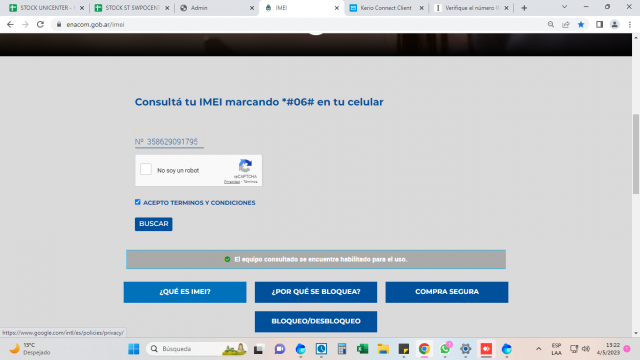 STOCK UNICENTER -
STOCK ST SWPOCENT
Admin
IMEI
Kerio Connect Client
Verifique el número
enacom.gob.ar/imei
Consultá tu IMEI marcando *#06# en tu celular
Nº 358629091795
No soy un robot
reCAPTCHA
Privacidad - Términos
ACEPTO TERMINOS Y CONDICIONES
BUSCAR
El equipo consultado se encuentra habilitado para el uso.
¿QUÉ ES IMEI?
¿POR QUÉ SE BLOQUEA?
COMPRA SEGURA
BLOQUEO/DESBLOQUEO
https://www.google.com/intl/es/policies/privacy/
15°C
Despejado
Búsqueda
ESP
LAA
13:22
4/5/2023